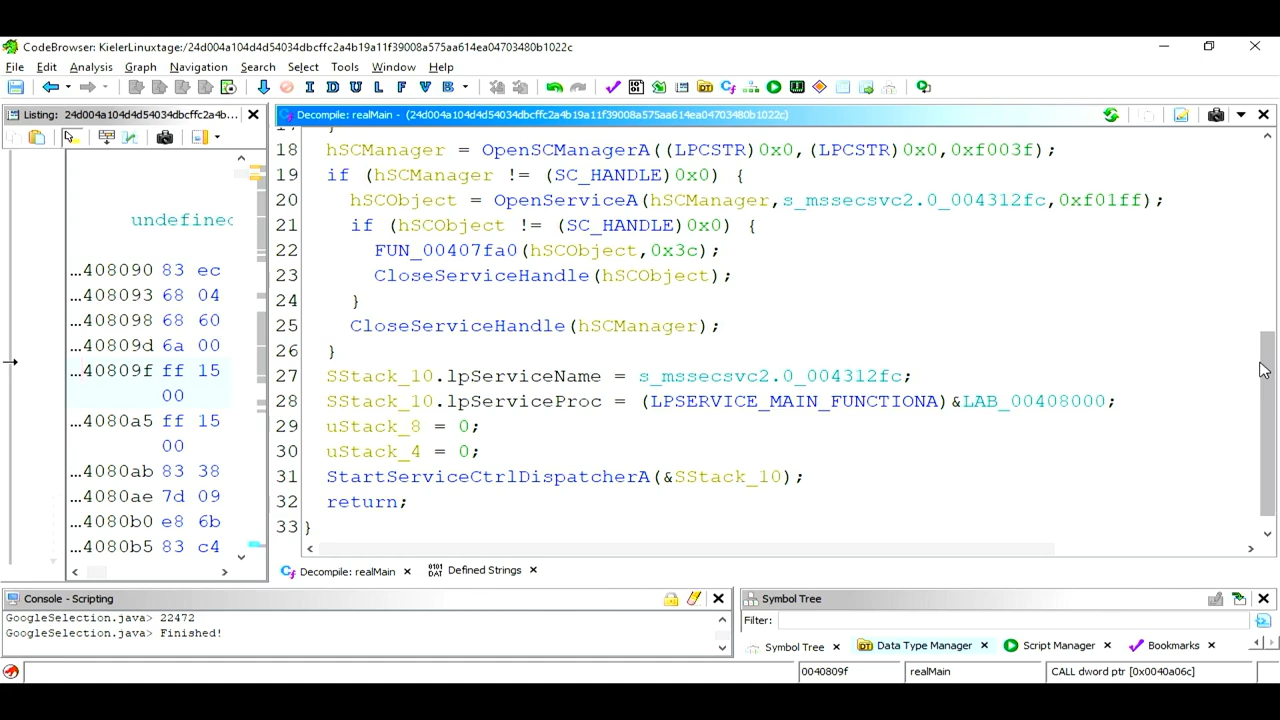 CodeBrowser: KielerLinuxtage:/24d004a104d4d54034dbcffc2a4b19a11f39008a575aa614ea04703480b1022c
File Edit Analysis Graph Navigation Search Select Tools Window Help
I D U L F V B
Listing: 24d004a104d4d54034dbcffc2a4b...
undefined
...408090 83 ec
...408093 68 04
...408098 68 60
...40809d 6a 00
...40809f ff 15
00
...4080a5 ff 15
00
...4080ab 83 38
...4080ae 7d 09
...4080b0 e8 6b
...4080b5 83 c4
Decompile: realMain - (24d004a104d4d54034dbcffc2a4b19a11f39008a575aa614ea04703480b1022c)
18 hSCManager = OpenSCManagerA((LPCSTR)0x0,(LPCSTR)0x0,0xf003f);
19 if (hSCManager != (SC_HANDLE)0x0) {
20 hSCObject = OpenServiceA(hSCManager,s_mssecsvc2.0_004312fc,0xf01ff);
21 if (hSCObject != (SC_HANDLE)0x0) {
22 FUN_00407fa0(hSCObject,0x3c);
23 CloseServiceHandle(hSCObject);
24 }
25 CloseServiceHandle(hSCManager);
26 }
27 SStack_10.lpServiceName = s_mssecsvc2.0_004312fc;
28 SStack_10.lpServiceProc = (LPSERVICE_MAIN_FUNCTIONA)&LAB_00408000;
29 uStack_8 = 0;
30 uStack_4 = 0;
31 StartServiceCtrlDispatcherA(&SStack_10);
32 return;
33 }
Decompile: realMain
Defined Strings
Console - Scripting
GoogleSelection.java> 22472
GoogleSelection.java> Finished!
Symbol Tree
Filter:
Symbol Tree
Data Type Manager
Script Manager
Bookmarks
0040809f
realMain
CALL dword ptr [0x0040a06c]